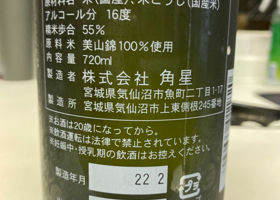 原材料名 米(国産)、米こうじ(国産米)
アルコール分 16度
精米歩合 55%
原料米 美山錦100%使用
内容量 720ml
製造者 株式会社 角星
宮城県気仙沼市魚町二丁目1-17
製造所 宮城県気仙沼市上東側根245番地
※お酒は20歳になってから。
※飲酒運転は法律で禁止されています。
※妊娠中・授乳期の飲酒はお控えください。
製造年月 22 2